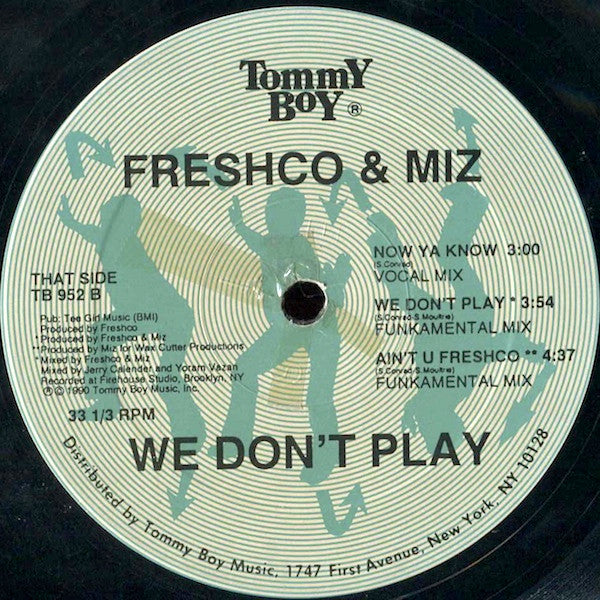 Tommy
Boy ®
FRESHCO & MIZ
THAT SIDE
TB 952 B
Pub: Tee Girl Music (BMI)
Produced by Freshco
*Produced by Freshco & Miz
**Produced by Miz for Wax Cutter Productions
*Mixed by Freshco & Miz
Mixed by Jerry Calender and Yoram Vazan
Recorded at Firehouse Studio, Brooklyn, NY
Ⓐ © 1990 Tommy Boy Music, Inc.
33 1/3 RPM
NOW YA KNOW 3:00
(S.Conrad)
VOCAL MIX
WE DON'T PLAY * 3:54
(S.Conrad-S.Moultrie)
FUNKAMENTAL MIX
AIN'T U FRESHCO ** 4:37
(S.Conrad-S.Moultrie)
FUNKAMENTAL MIX
WE DON'T PLAY
Distributed by Tommy Boy Music, 1747 First Avenue, New York, NY 10128